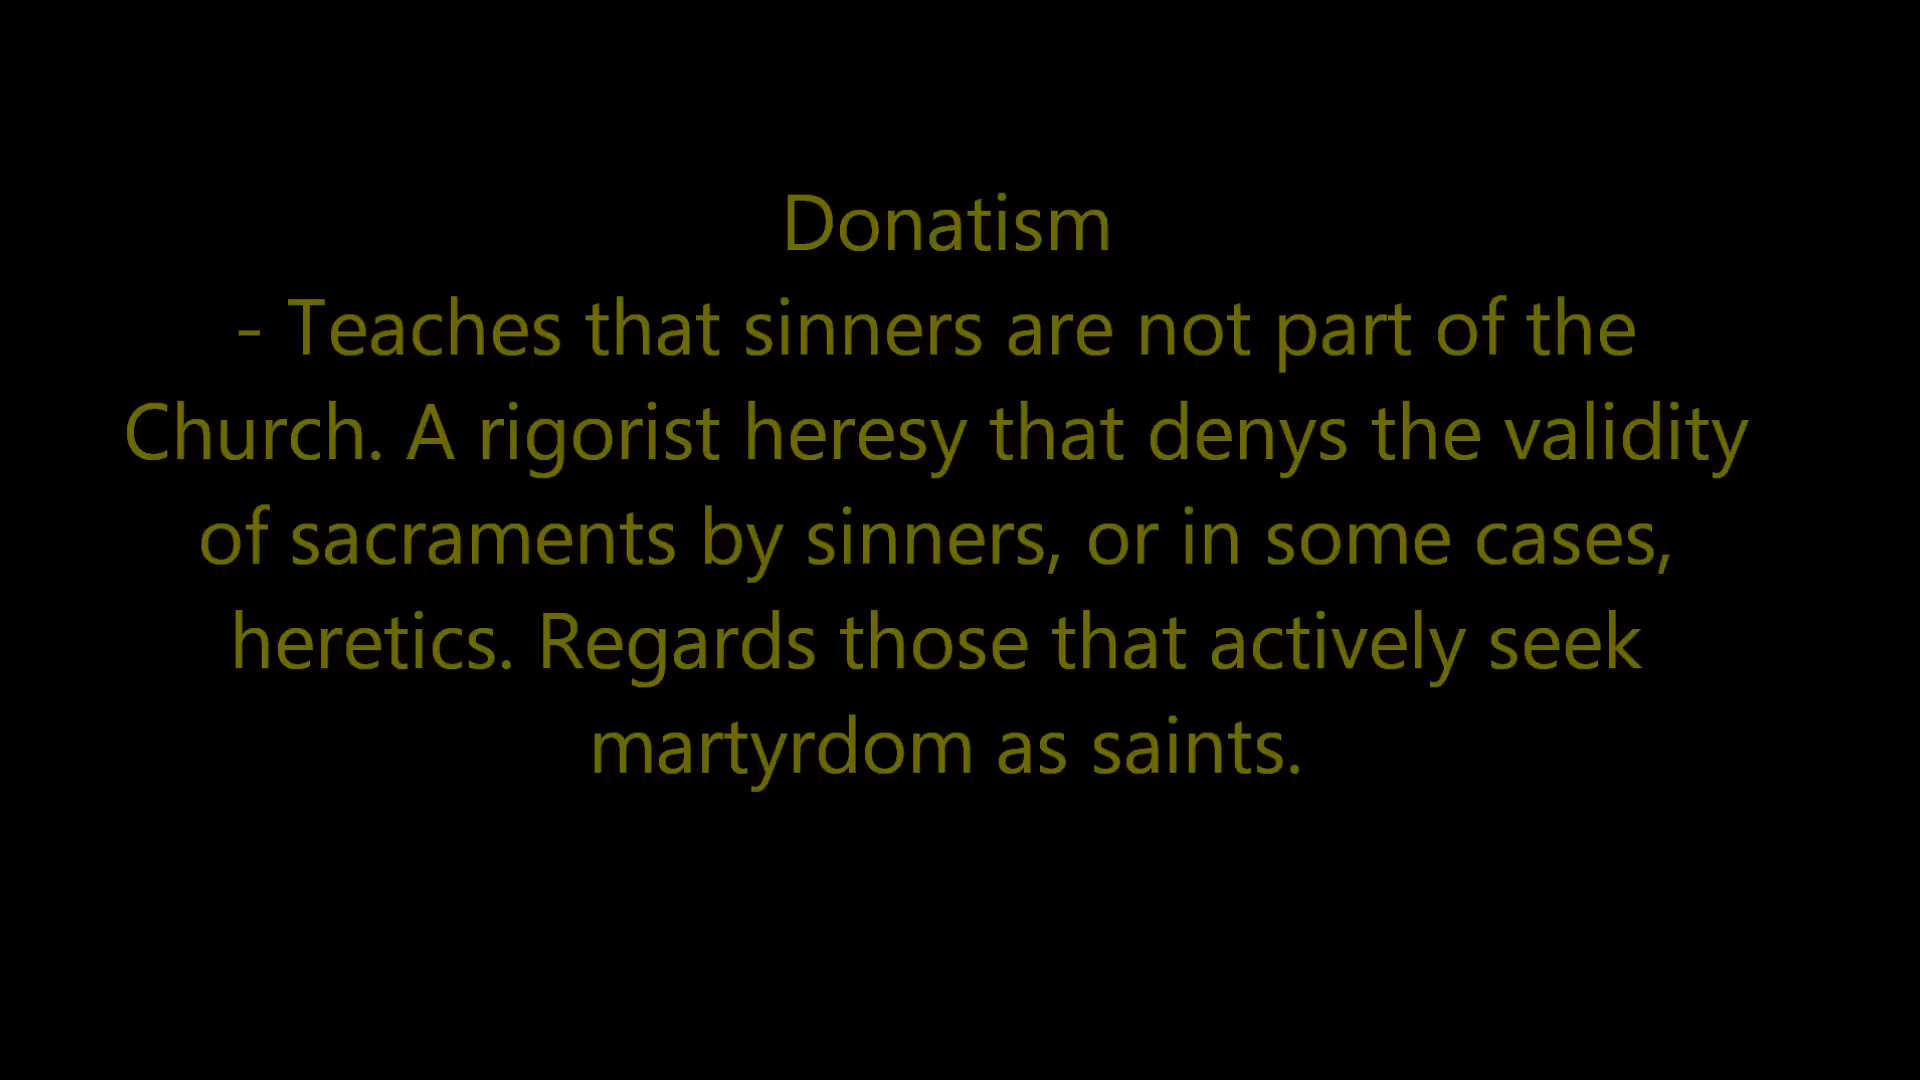 Donatism
- Teaches that sinners are not part of the
Church. A rigorist heresy that denys the validity
of sacraments by sinners, or in some cases,
heretics. Regards those that actively seek
martyrdom as saints.